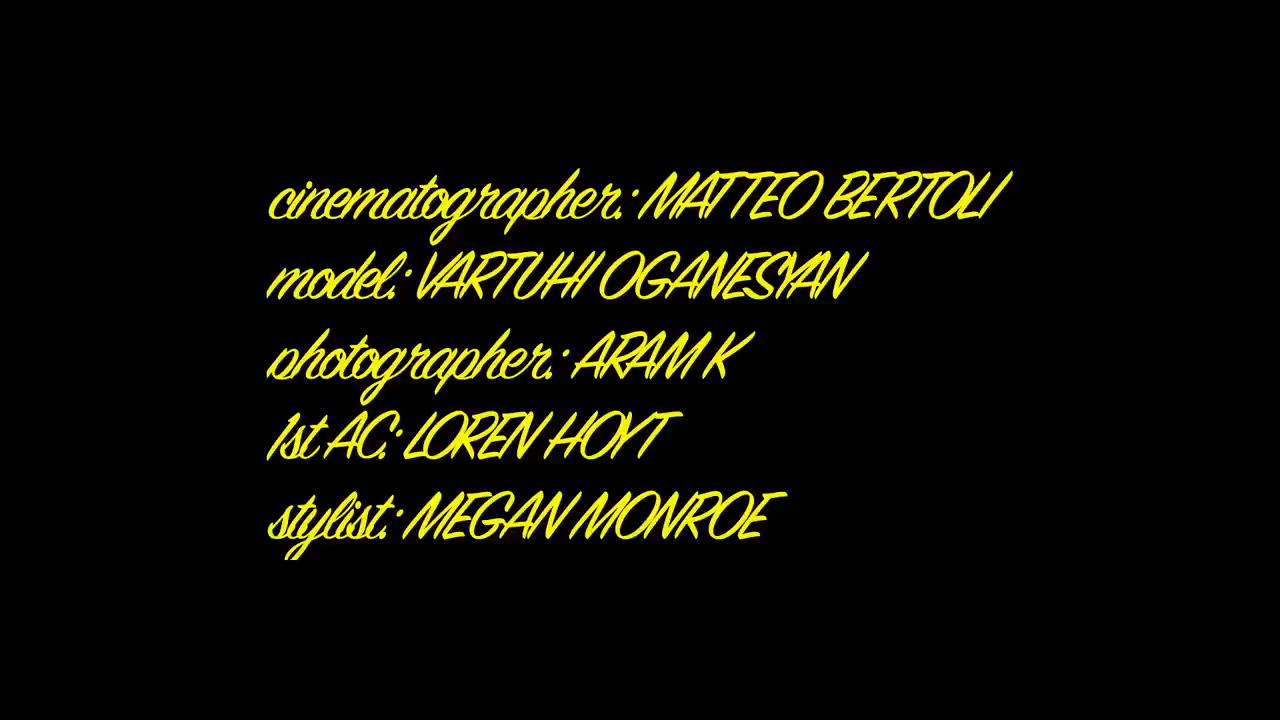 cinematographer: MATTEO BERTOLI
model: VARTUHI OGANESYAN
photographer: ARAM K
1st AC: LOREN HOYT
stylist: MEGAN MONROE